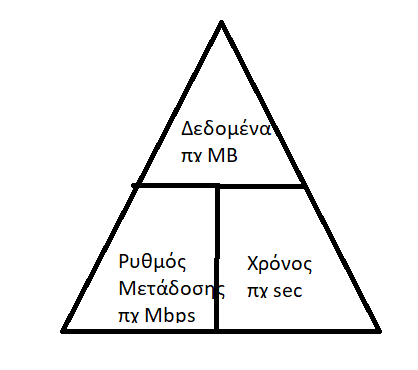 Δεδομένα
πχ MB
Ρυθμός
Μετάδοσης
πχ Mbps
Χρόνος
πχ sec